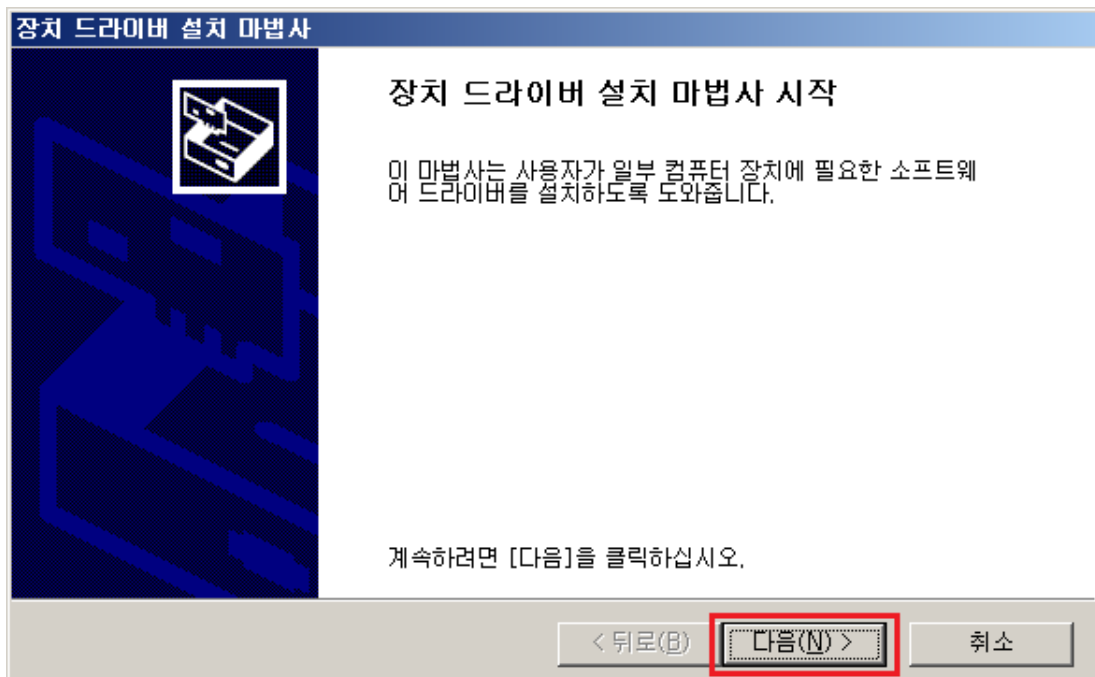 장치 드라이버 설치 마법사
장치 드라이버 설치 마법사 시작
이 마법사는 사용자가 일부 컴퓨터 장치에 필요한 소프트웨
어 드라이버를 설치하도록 도와줍니다.
계속하려면 [다음]을 클릭하십시오.
< 뒤로(B) 다음(N) > 취소